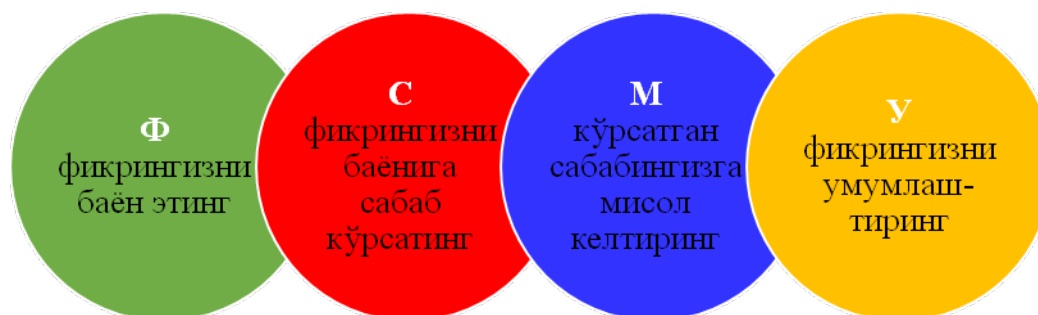 Ф
фикрингизни
баён этинг
С
фикрингизни
баёнига
сабаб
кўрсатинг
М
кўрсатган
сабабингизга
мисол
келтиринг
У
фикрингизни
умумлаш-
тиринг